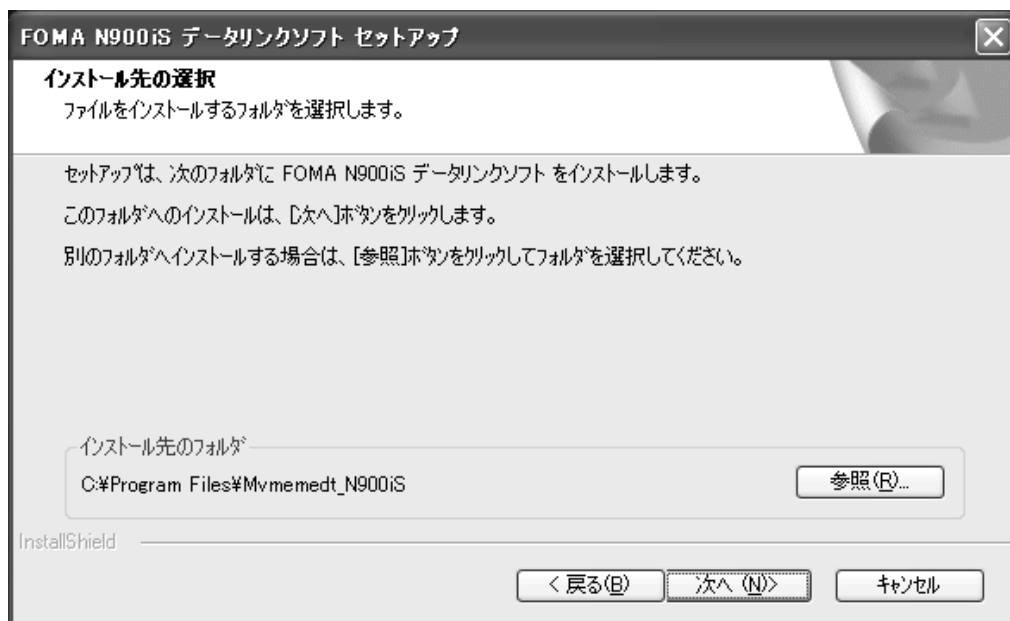 FOMA N900iS データリンクソフト セットアップ
インストール先の選択
ファイルをインストールするフォルダを選択します。
セットアップは、次のフォルダに FOMA N900iS データリンクソフト をインストールします。
このフォルダへのインストールは、[次へ]ボタンをクリックします。
別のフォルダへインストールする場合は、[参照]ボタンをクリックしてフォルダを選択してください。
インストール先のフォルダ
C:¥Program Files¥Mvmemedt_N900iS
参照(R)...
InstallShield
< 戻る(B)
次へ (N)>
キャンセル